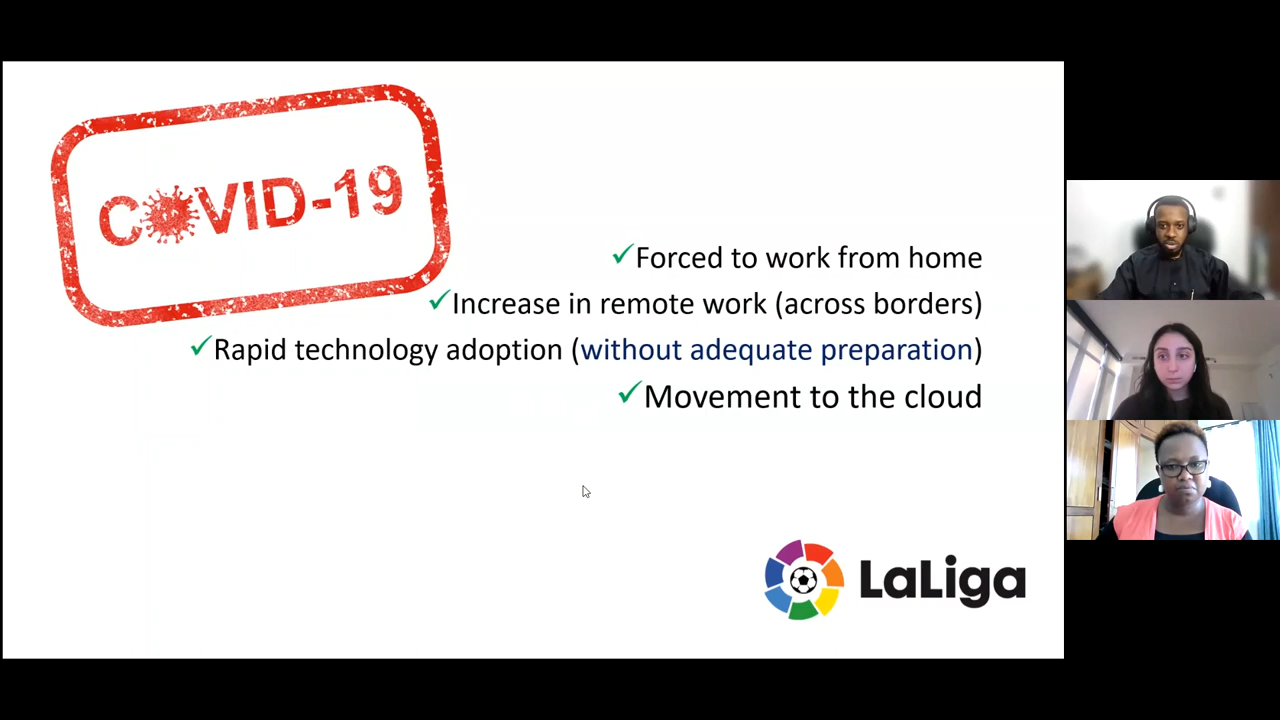 COVID-19
✓Forced to work from home
✓Increase in remote work (across borders)
✓Rapid technology adoption (without adequate preparation)
✓Movement to the cloud
LaLiga